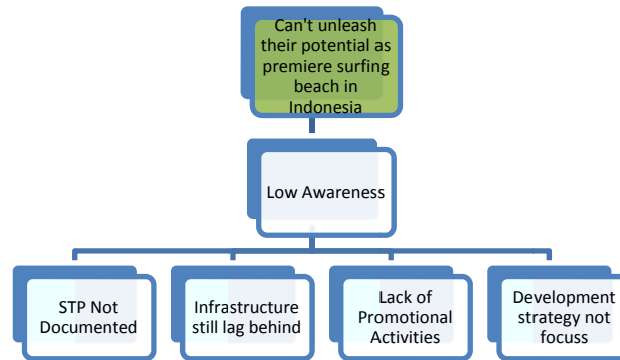 Can't unleash
their potential as
premiere surfing
beach in
Indonesia
Low Awareness
STP Not
Documented
Infrastructure
still lag behind
Lack of
Promotional
Activities
Development
strategy not
focuss